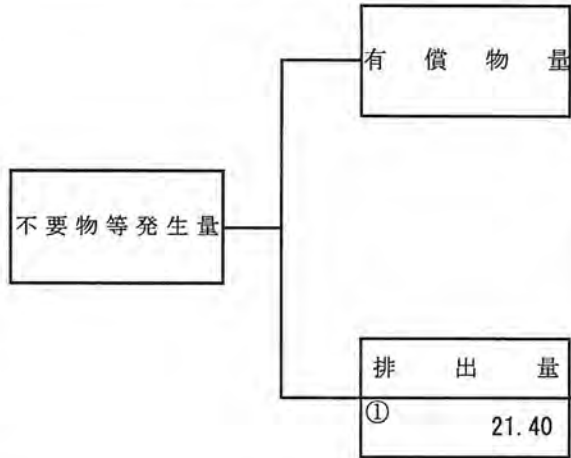 有償物量
不要物等発生量
排出量
①
21.40